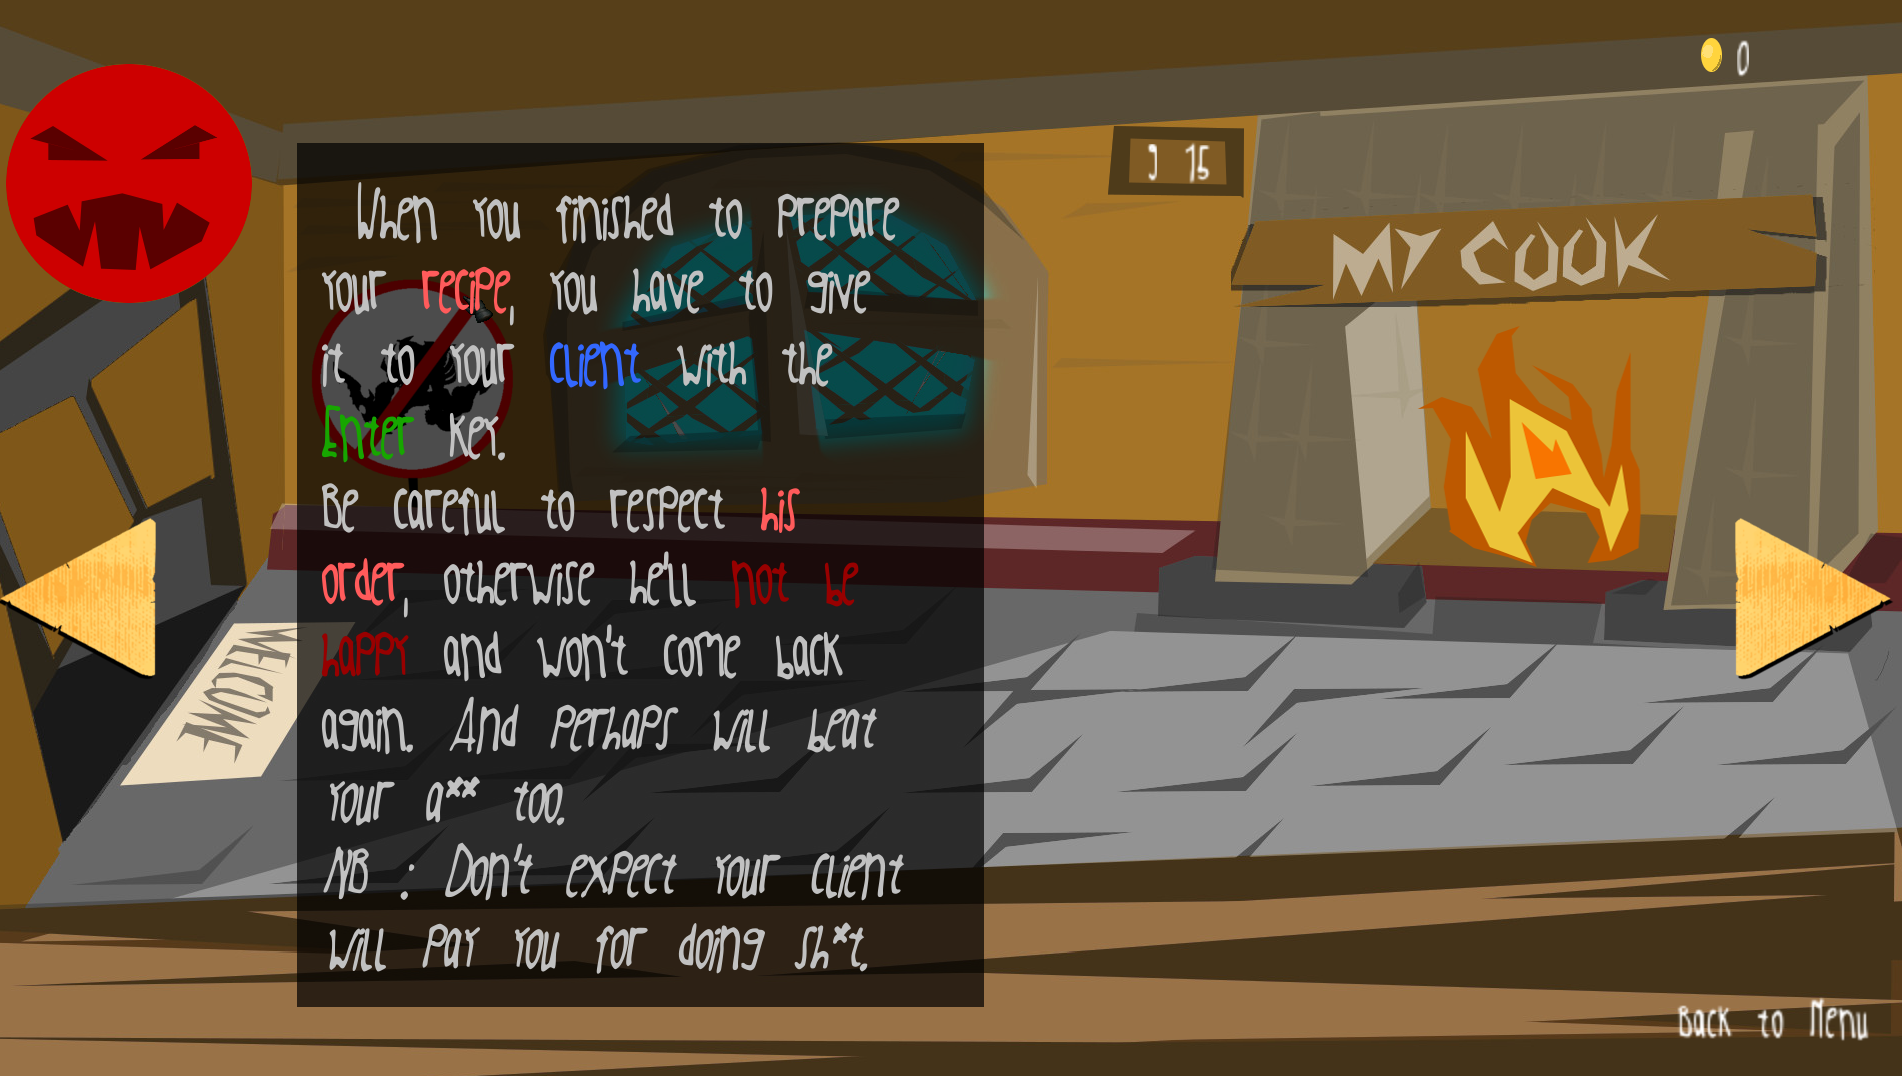 0
9 15
MY COOK
When you finished to prepare
your recipe, you have to give
it to your client with the
Enter key.
Be careful to respect his
order, otherwise he'll not be
happy and won't come back
again. And perhaps will beat
your a** too.
NB : Don't expect your client
will pay you for doing sh*t.
WELCOME
Back to Menu